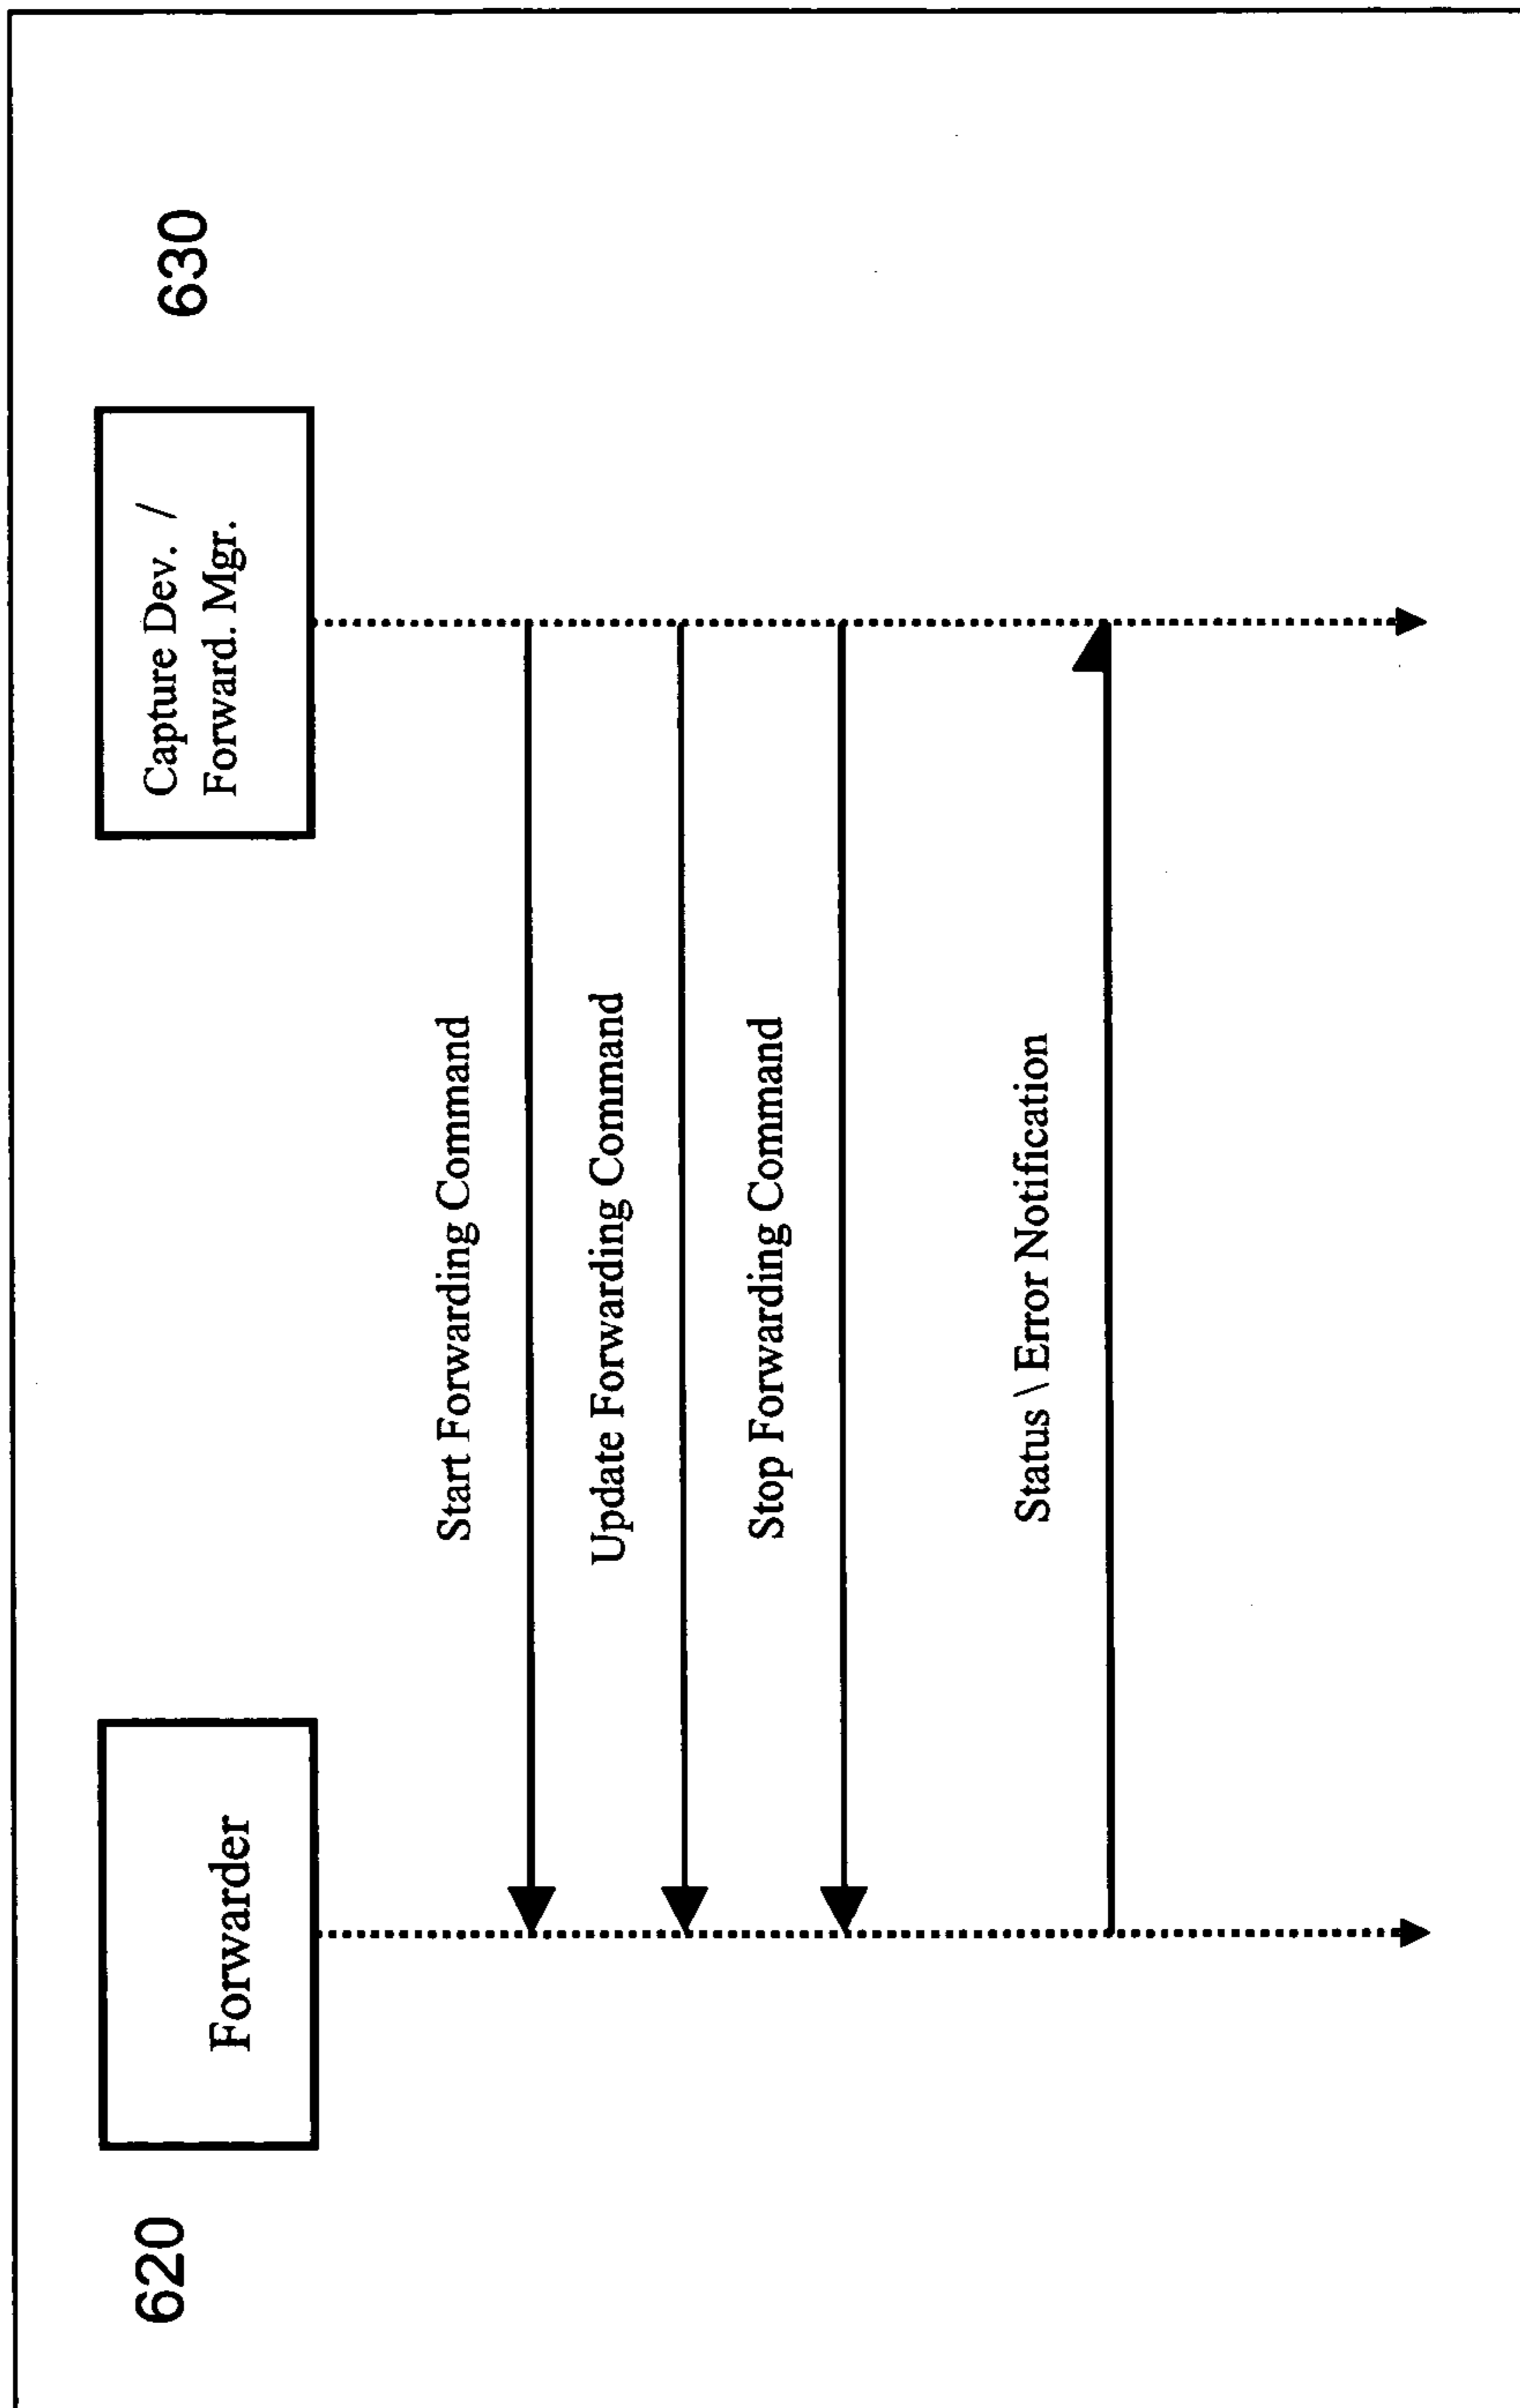 620
Forwarder
Capture Dev. /
Forward. Mgr.
630
Start Forwarding Command
Update Forwarding Command
Stop Forwarding Command
Status \ Error Notification